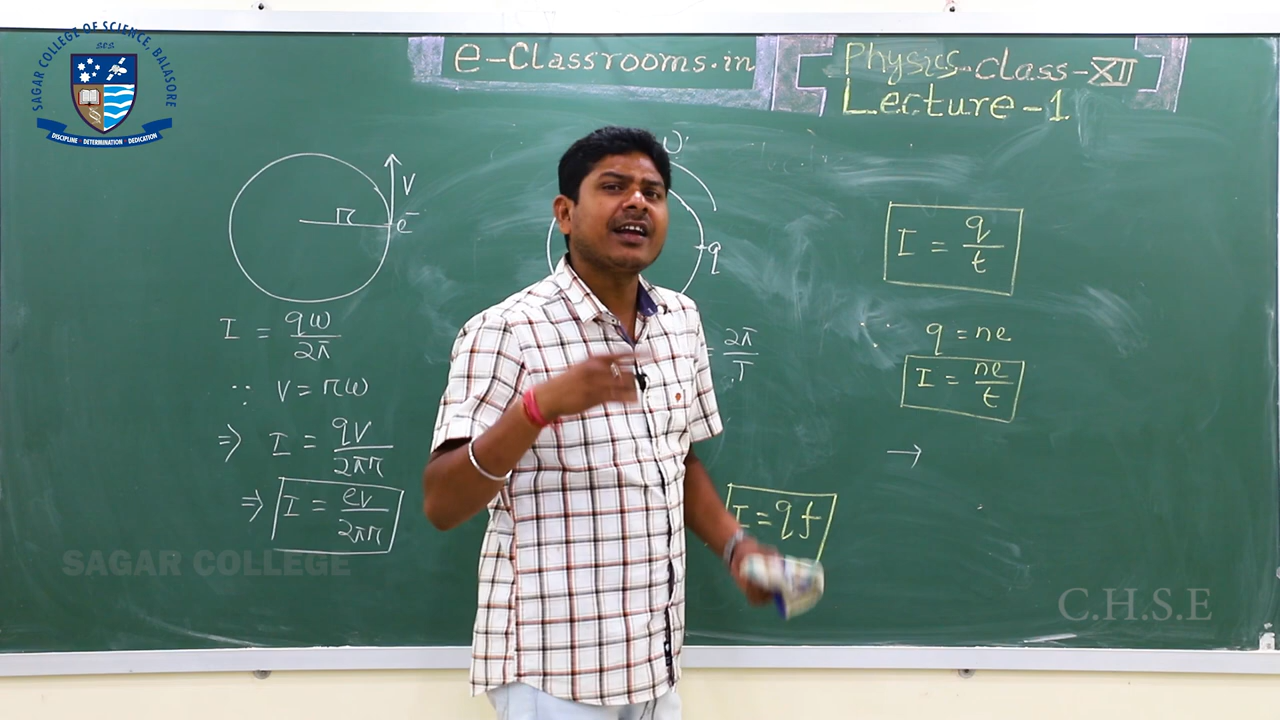 SAGAR COLLEGE OF SCIENCE, BALASORE
SCS
DISCIPLINE · DETERMINATION · DEDICATION
e-Classrooms.in
Physics-class-XII
Lecture-1
r
V
e⁻
I = qω/2π
∵ V = rω
⇒ I = qV/2πr
⇒ I = ev/2πr
ω
q
= 2π/T
I = qf
I = q/t
q = ne
I = ne/t
→
SAGAR COLLEGE
C.H.S.E